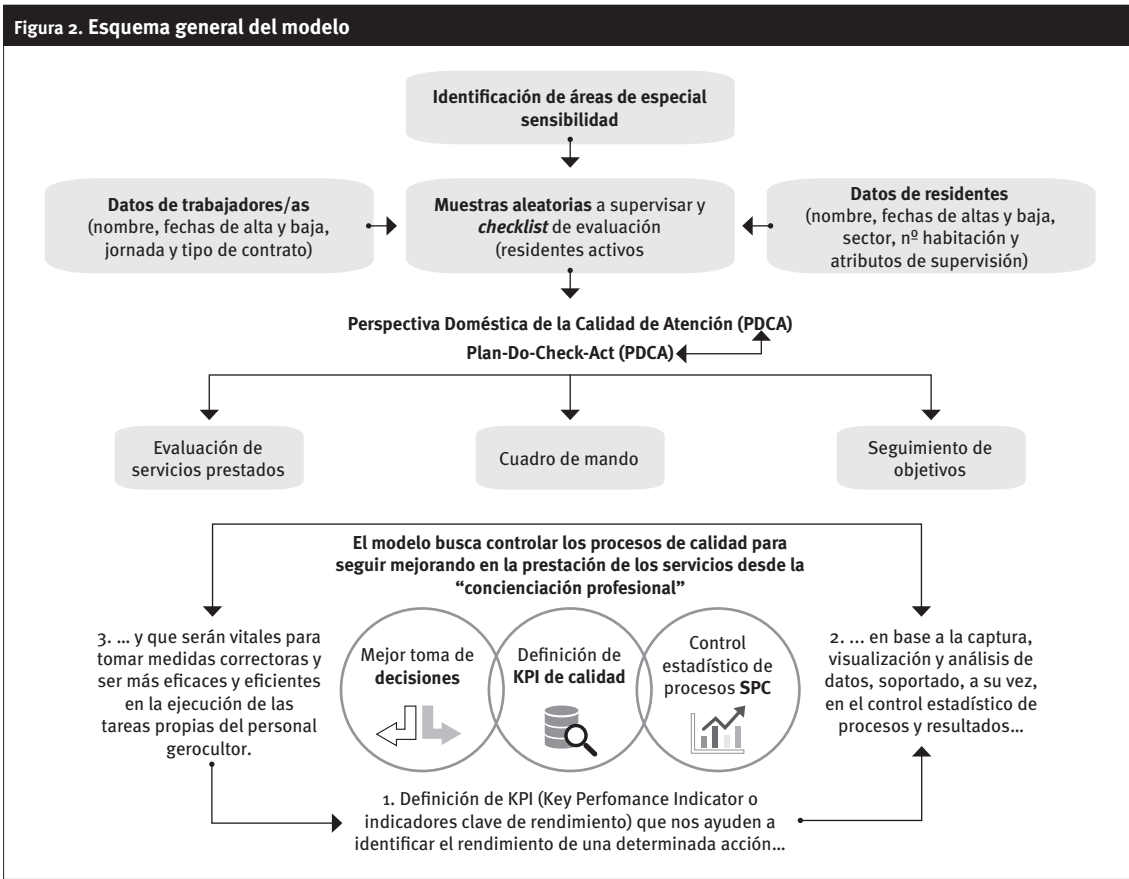 Figura 2. Esquema general del modelo
Identificación de áreas de especial
sensibilidad
Datos de trabajadores/as
(nombre, fechas de alta y baja,
jornada y tipo de contrato)
Muestras aleatorias a supervisar y
checklist de evaluación
(residentes activos
Datos de residentes
(nombre, fechas de altas y baja,
sector, nº habitación y
atributos de supervisión)
Perspectiva Doméstica de la Calidad de Atención (PDCA)
Plan-Do-Check-Act (PDCA)
Evaluación de
servicios prestados
Cuadro de mando
Seguimiento de
objetivos
El modelo busca controlar los procesos de calidad para
seguir mejorando en la prestación de los servicios desde la
“concienciación profesional”
3. ... y que serán vitales para
tomar medidas correctoras y
ser más eficaces y eficientes
en la ejecución de las
tareas propias del personal
gerocultor.
Mejor toma de
decisiones
Definición de
KPI de calidad
Control
estadístico de
procesos SPC
2. ... en base a la captura,
visualización y análisis de
datos, soportado, a su vez,
en el control estadístico de
procesos y resultados...
1. Definición de KPI (Key Perfomance Indicator o
indicadores clave de rendimiento) que nos ayuden a
identificar el rendimiento de una determinada acción...